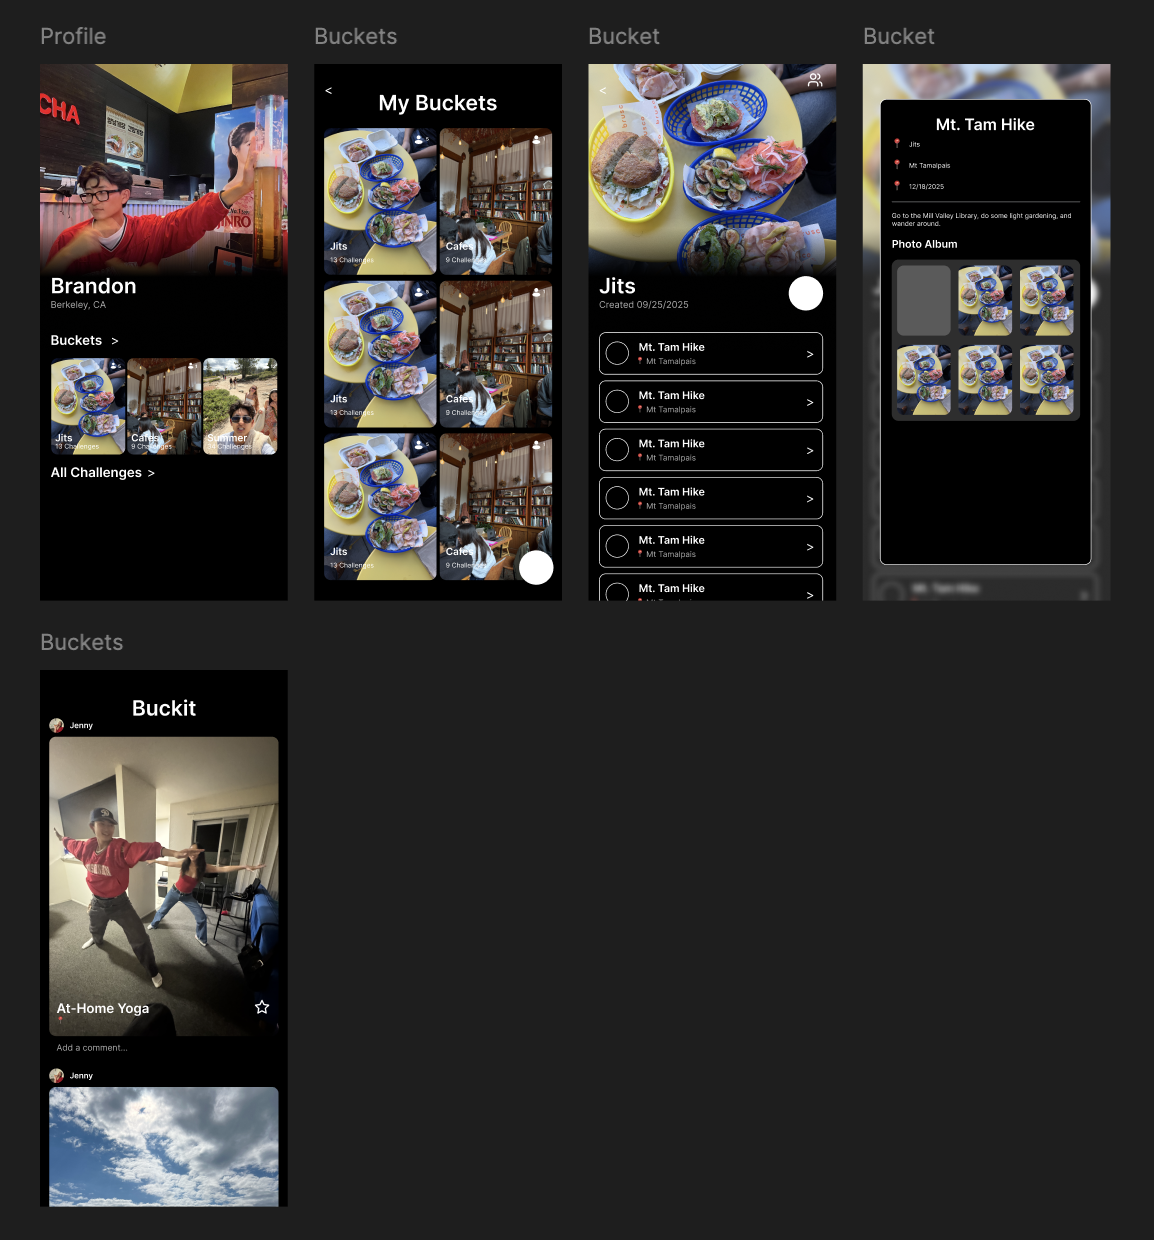 Profile
CHA
NRO
Brandon
Berkeley, CA
Buckets >
5
Jits
13 Challenges
Cafes
9 Challenges
Summer
All Challenges >
Buckets
<
My Buckets
5
Jits
13 Challenges
Cafes
9 Challenges
Jits
13 Challenges
Cafes
9 Challenges
5
Jits
13 Challenges
Cafes
9 Challenges
Bucket
<
Jits
Created 09/25/2025
Mt. Tam Hike
Mt Tamalpais
>
Mt. Tam Hike
Mt Tamalpais
>
Mt. Tam Hike
Mt Tamalpais
>
Mt. Tam Hike
Mt Tamalpais
>
Mt. Tam Hike
Mt Tamalpais
>
Mt. Tam Hike
>
Bucket
Mt. Tam Hike
Jits
Mt Tamalpais
12/18/2025
Go to the Mill Valley Library, do some light gardening, and
wander around.
Photo Album
Mt. Tam Hike
Buckets
Buckit
Jenny
At-Home Yoga
Add a comment...
Jenny